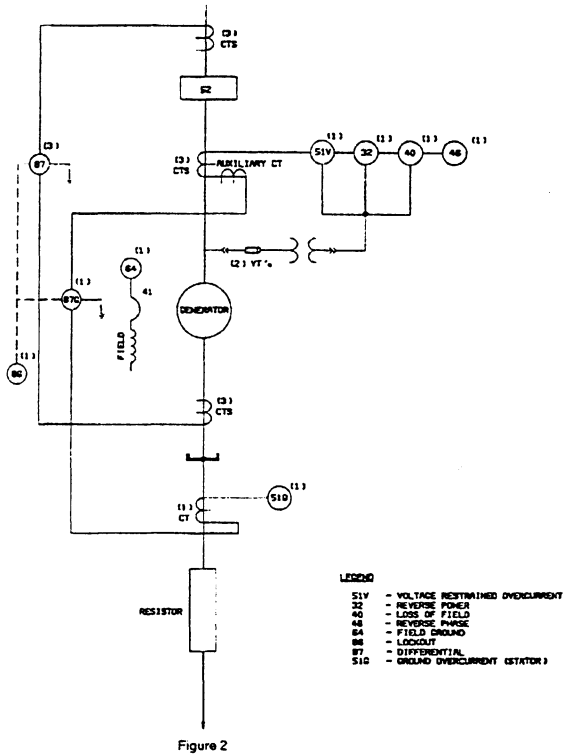 (3)
CTS
52
(3)
87
(3)
CTS
AUXILIARY CT
(1)
51V
(1)
32
(1)
40
(1)
46
(1)
64
41
FIELD
(2) VT's
(1)
87G
GENERATOR
(1)
86
(3)
CTS
(1)
CT
(1)
51G
RESISTOR
LEGEND
51V - VOLTAGE RESTRAINED OVERCURRENT
32 - REVERSE POWER
40 - LOSS OF FIELD
46 - REVERSE PHASE
64 - FIELD GROUND
86 - LOCKOUT
87 - DIFFERENTIAL
51G - GROUND OVERCURRENT (STATOR)
Figure 2